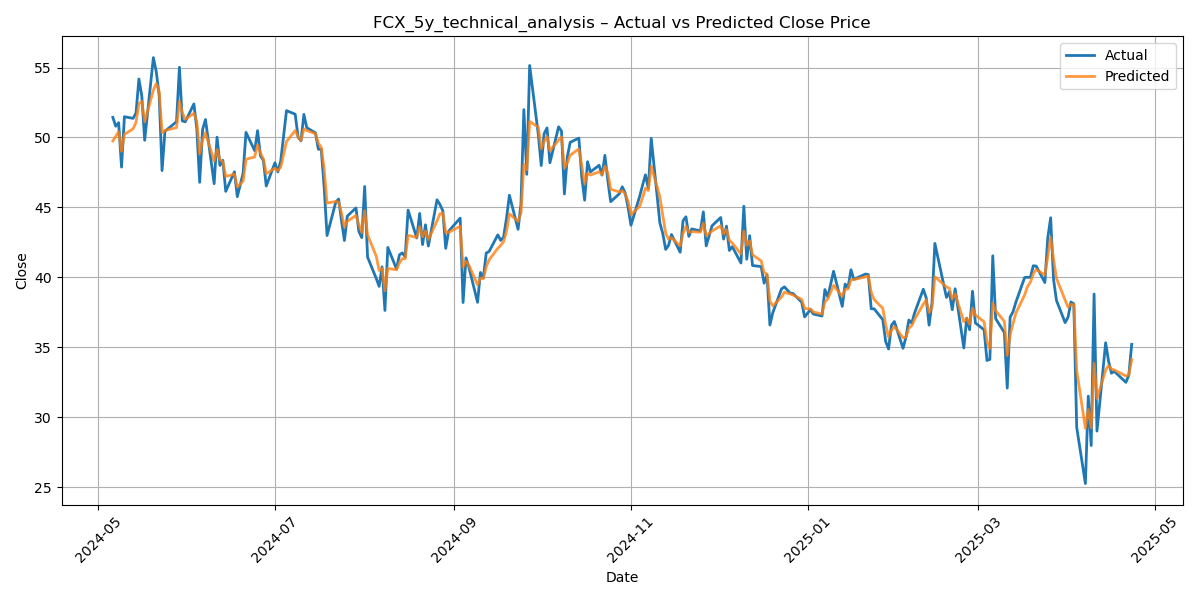 FCX_5y_technical_analysis – Actual vs Predicted Close Price
Actual
Predicted
Close
55
50
45
40
35
30
25
2024-05
2024-07
2024-09
2024-11
2025-01
2025-03
2025-05
Date